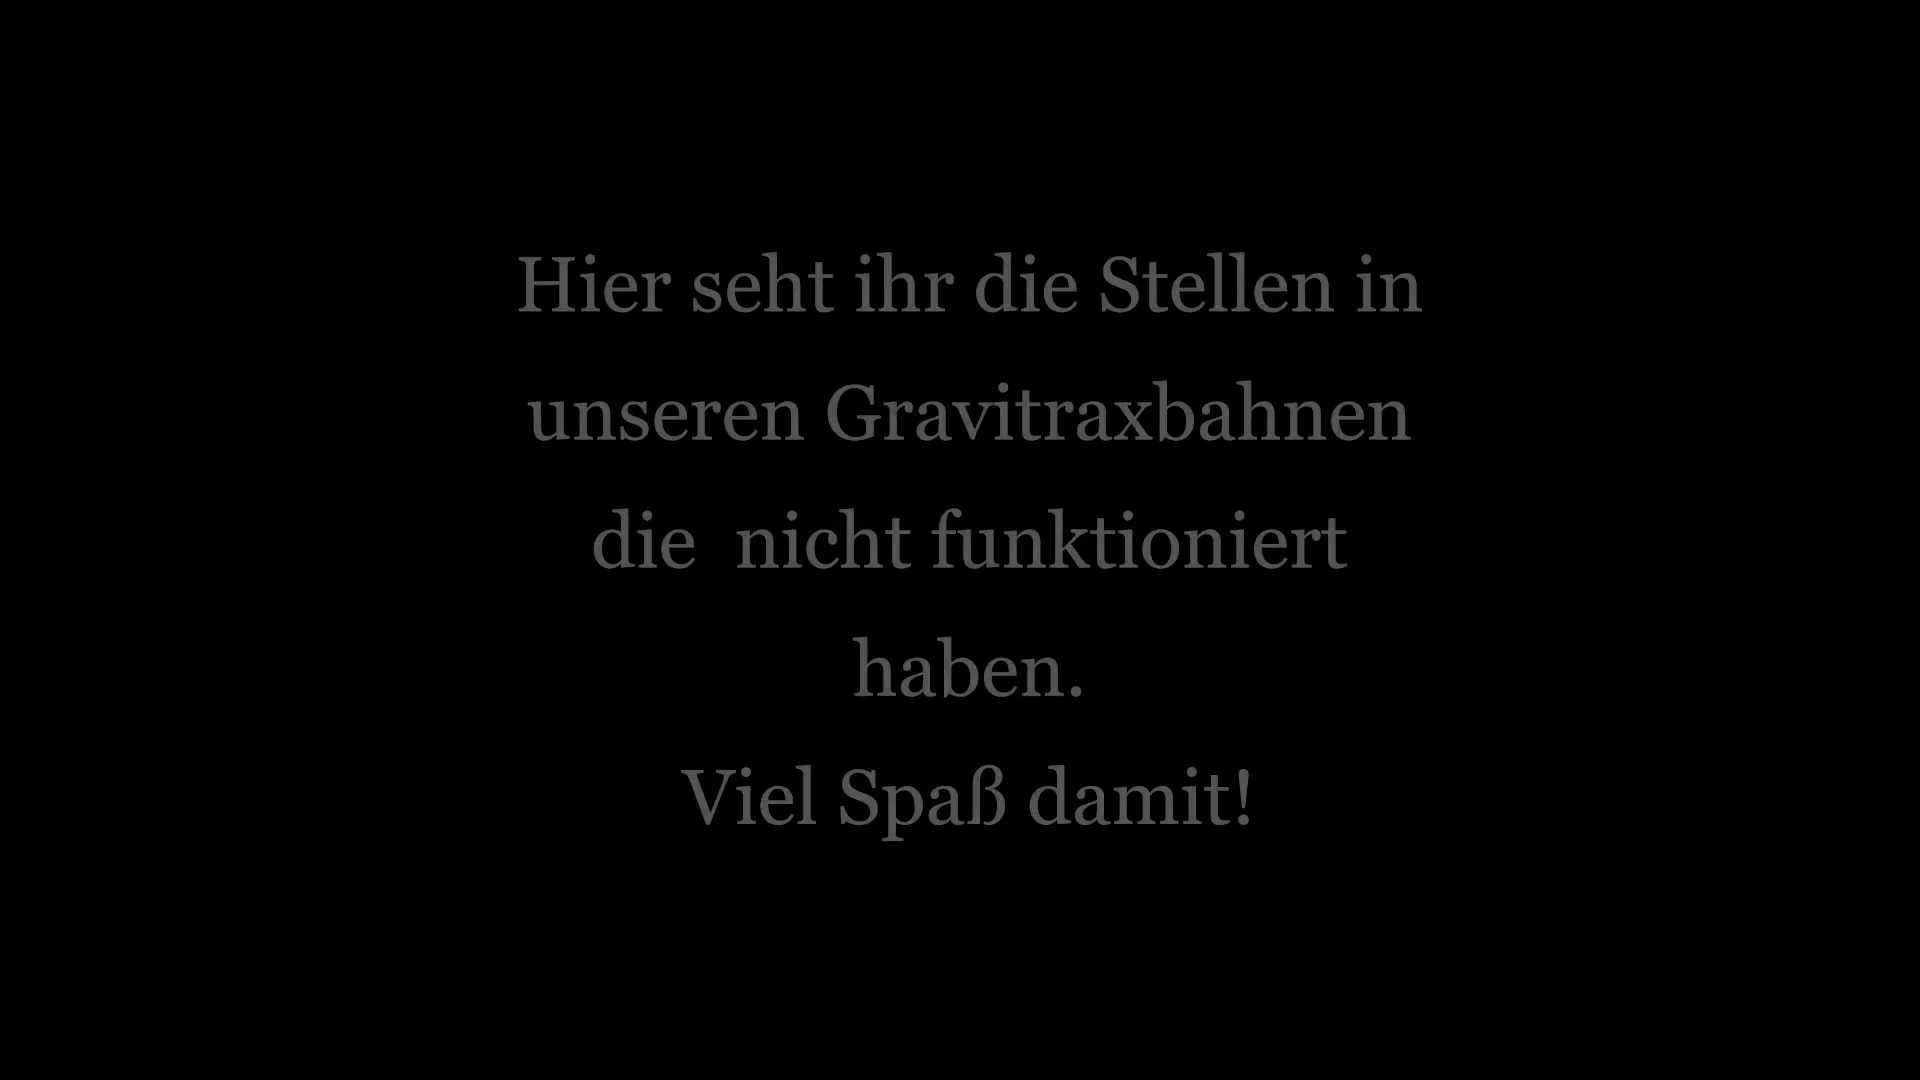 Hier seht ihr die Stellen in
unseren Gravitraxbahnen
die  nicht funktioniert
haben.
Viel Spaß damit!